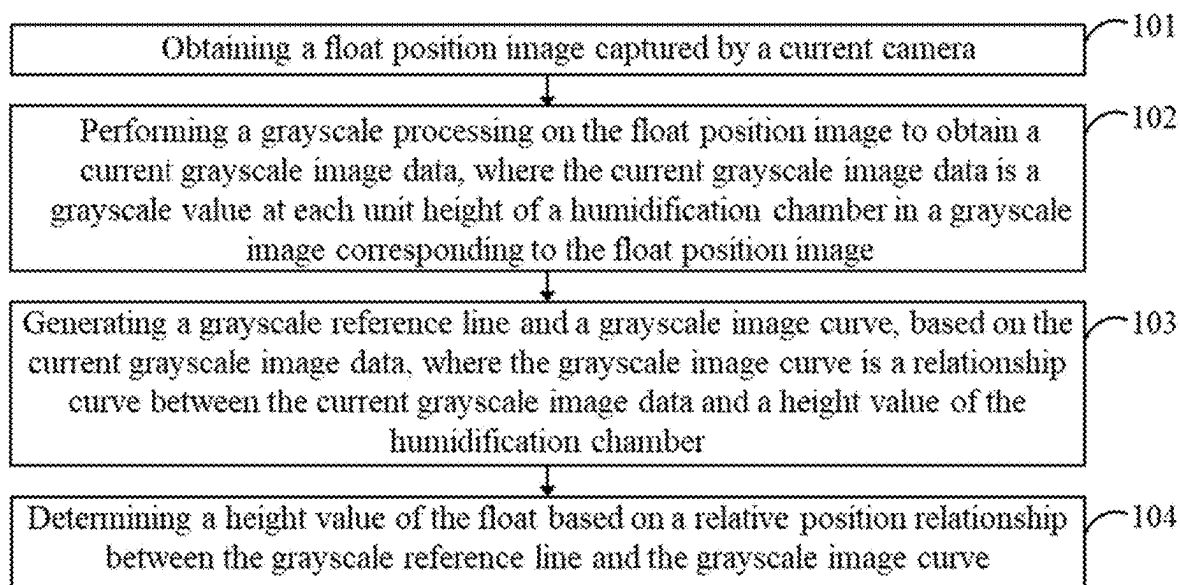 101
Obtaining a float position image captured by a current camera
102
Performing a grayscale processing on the float position image to obtain a
current grayscale image data, where the current grayscale image data is a
grayscale value at each unit height of a humidification chamber in a grayscale
image corresponding to the float position image
103
Generating a grayscale reference line and a grayscale image curve, based on the
current grayscale image data, where the grayscale image curve is a relationship
curve between the current grayscale image data and a height value of the
humidification chamber
104
Determining a height value of the float based on a relative position relationship
between the grayscale reference line and the grayscale image curve